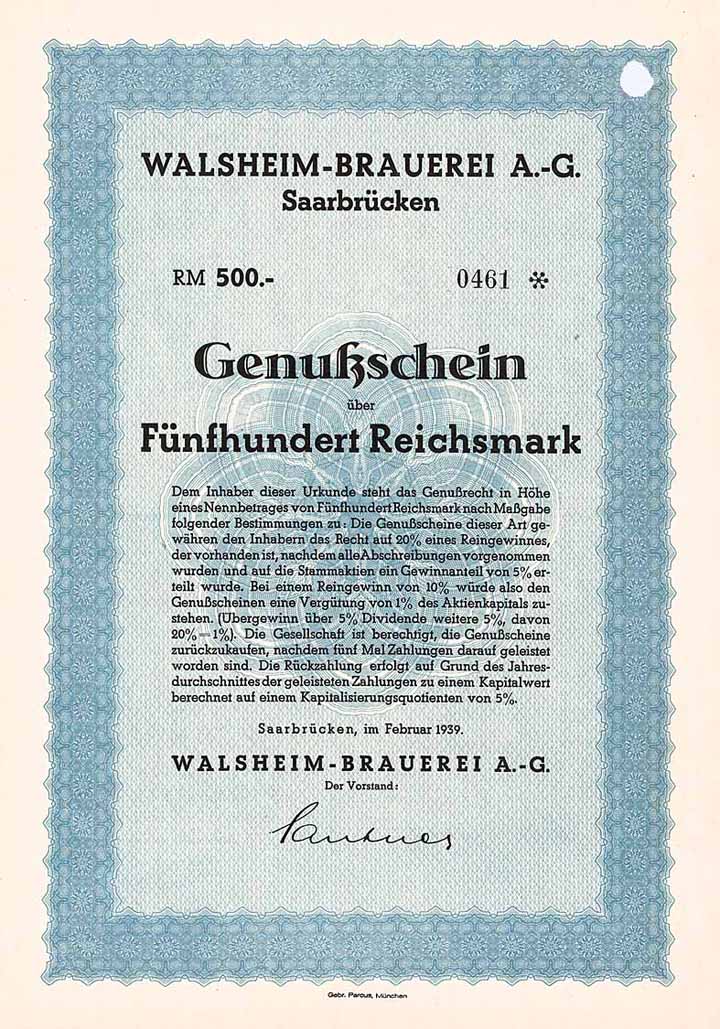 WALSHEIM-BRAUEREI A.-G.
Saarbrücken
RM 500.- 0461 *
Genußschein
über
Fünfhundert Reichsmark
Dem Inhaber dieser Urkunde steht das Genußrecht in Höhe
eines Nennbetrages von Fünfhundert Reichsmark nach Maßgabe
folgender Bestimmungen zu: Die Genußscheine dieser Art ge-
währen den Inhabern das Recht auf 20% eines Reingewinnes,
der vorhanden ist, nachdem alle Abschreibungen vorgenommen
wurden und auf die Stammaktien ein Gewinnanteil von 5% er-
teilt wurde. Bei einem Reingewinn von 10% würde also den
Genußscheinen eine Vergütung von 1% des Aktienkapitals zu-
stehen. (Übergewinn über 5% Dividende weitere 5%, davon
20% = 1%). Die Gesellschaft ist berechtigt, die Genußscheine
zurückzukaufen, nachdem fünf Mal Zahlungen darauf geleistet
worden sind. Die Rückzahlung erfolgt auf Grund des Jahres-
durchschnittes der geleisteten Zahlungen zu einem Kapitalwert
berechnet auf einem Kapitalisierungsquotienten von 5%.
Saarbrücken, im Februar 1939.
WALSHEIM-BRAUEREI A.-G.
Der Vorstand:
Gebr. Parcus, München